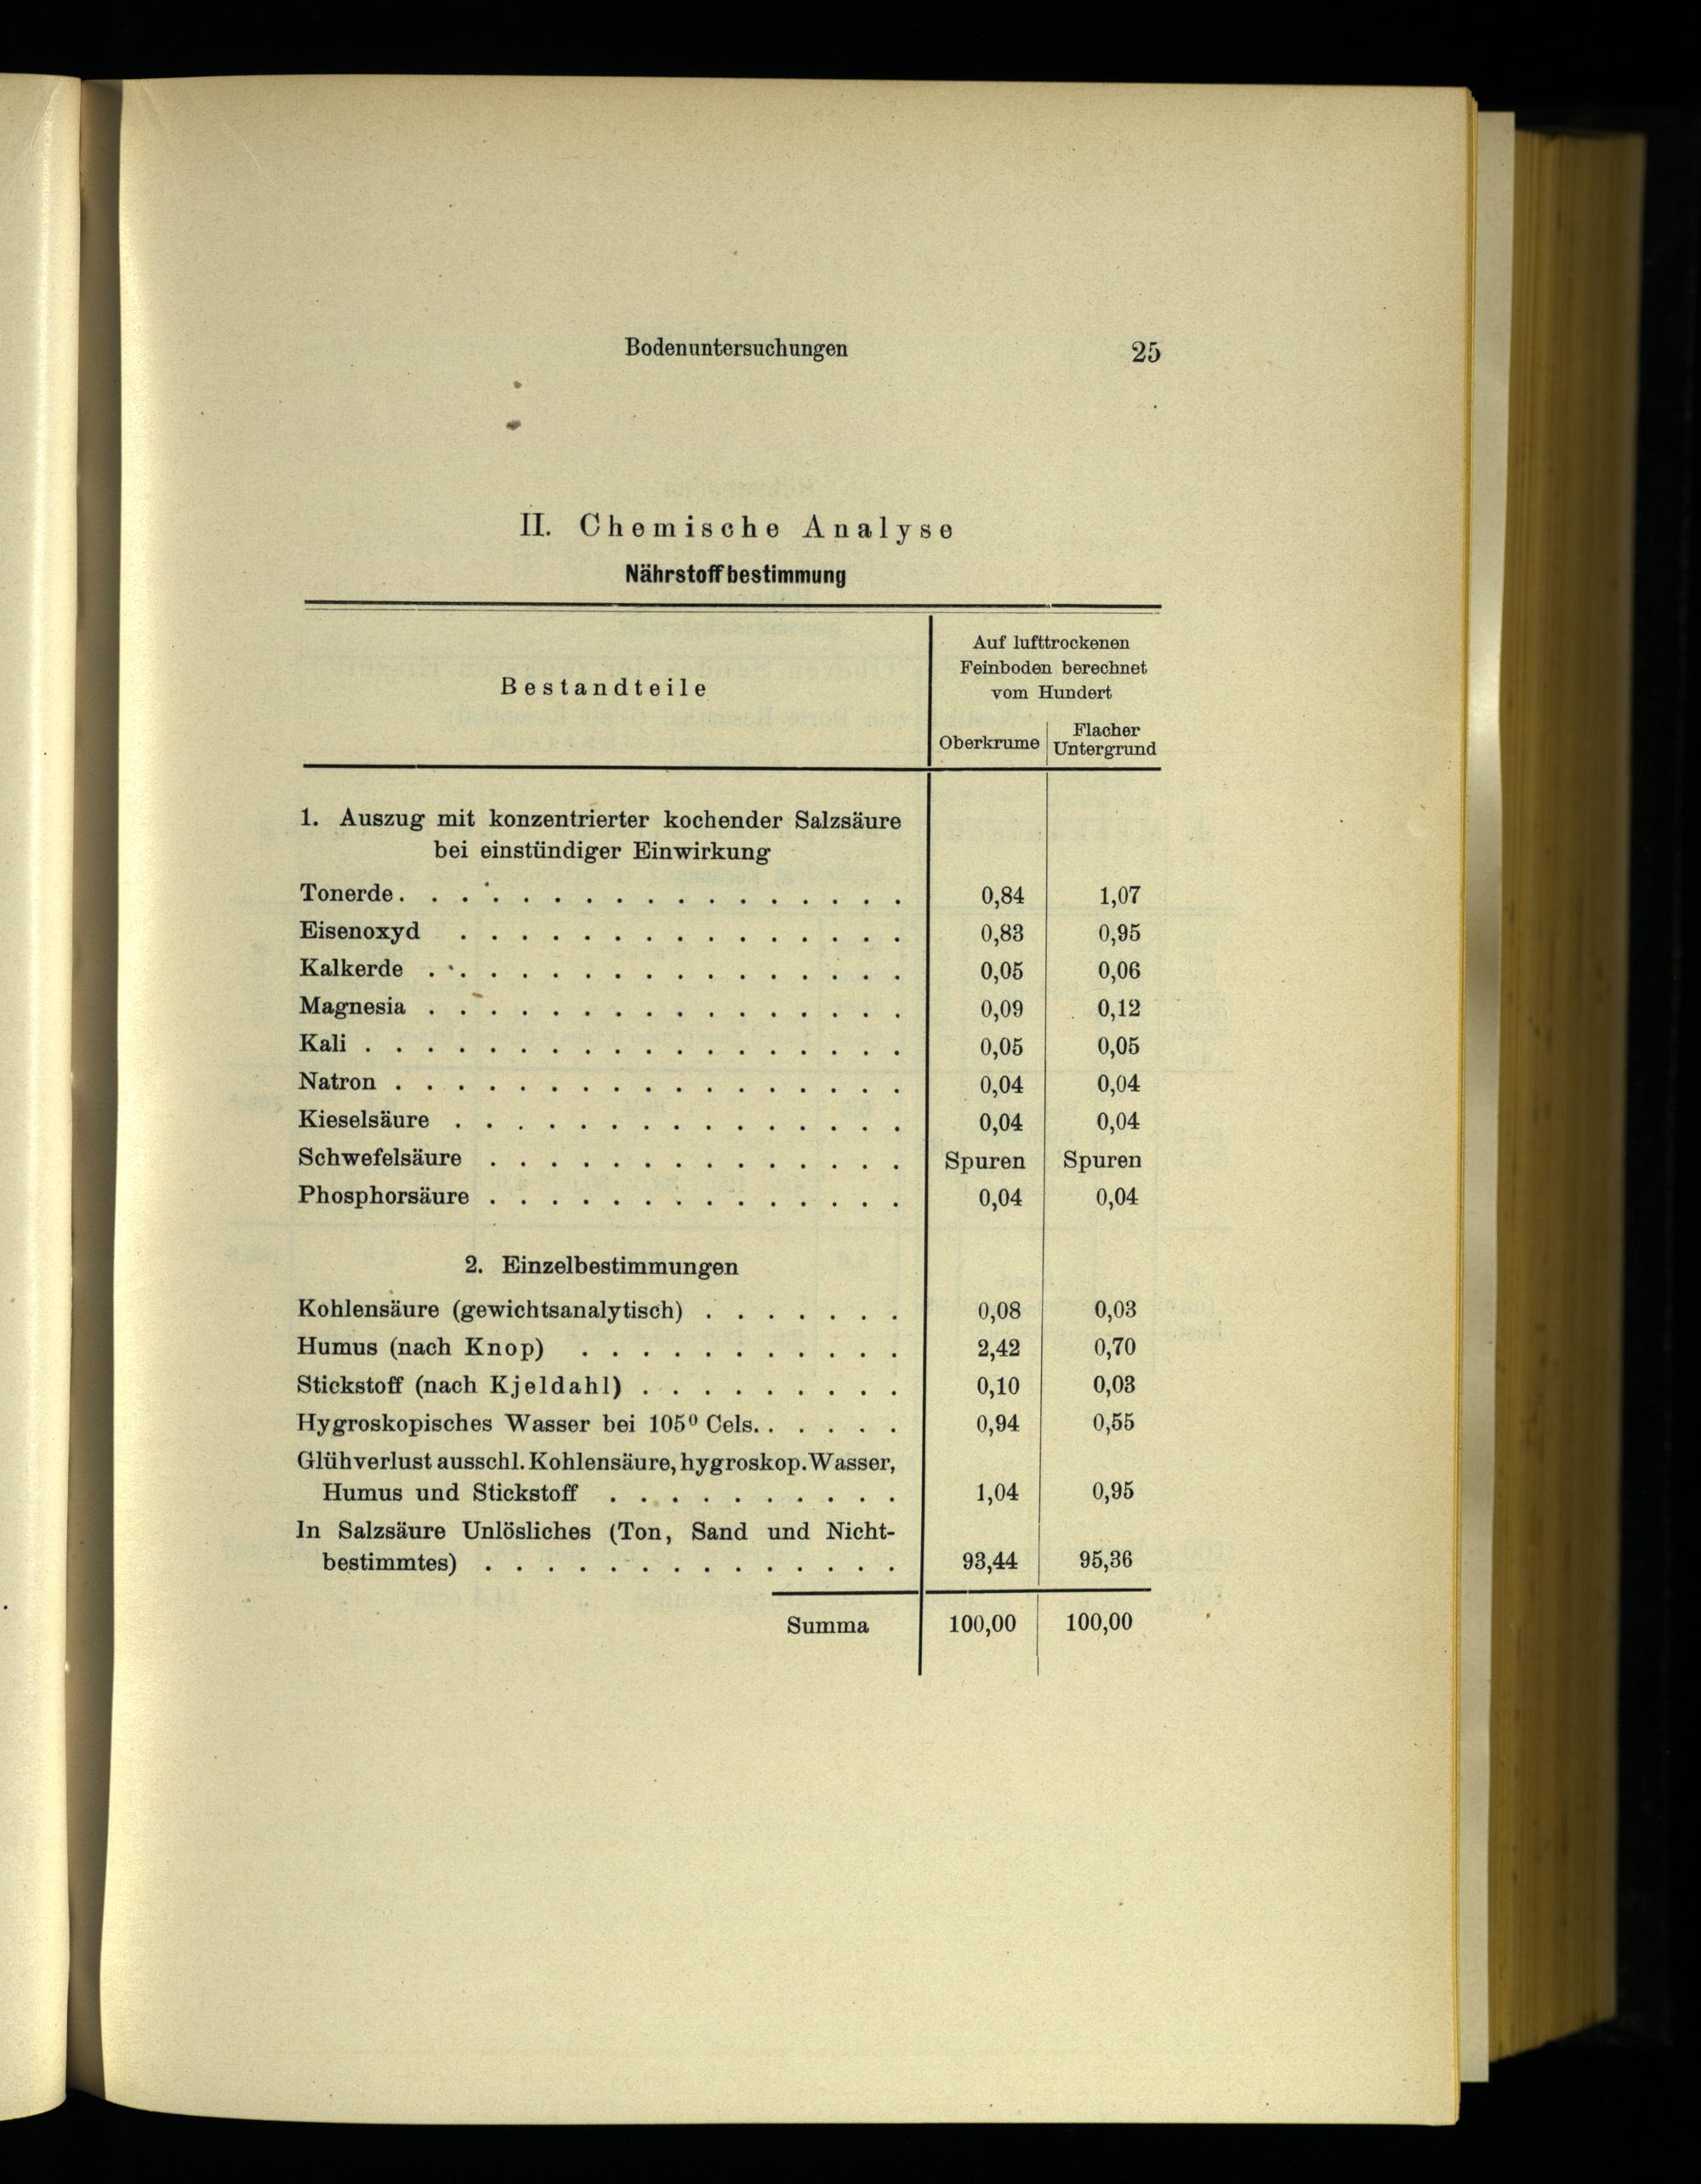 Bodenuntersuchungen 25
II. Chemische Analyse
Nährstoffbestimmung
Bestandteile
Auf lufttrockenen
Feinboden berechnet
vom Hundert
Oberkrume
Flacher
Untergrund
1. Auszug mit konzentrierter kochender Salzsäure
bei einstündiger Einwirkung
Tonerde . . . . . . . . . . . . . . . . . 0,84 1,07
Eisenoxyd . . . . . . . . . . . . . . . 0,83 0,95
Kalkerde . . . . . . . . . . . . . . . . 0,05 0,06
Magnesia . . . . . . . . . . . . . . . . 0,09 0,12
Kali . . . . . . . . . . . . . . . . . . 0,05 0,05
Natron . . . . . . . . . . . . . . . . . 0,04 0,04
Kieselsäure . . . . . . . . . . . . . . . 0,04 0,04
Schwefelsäure . . . . . . . . . . . . . . Spuren Spuren
Phosphorsäure . . . . . . . . . . . . . . 0,04 0,04
2. Einzelbestimmungen
Kohlensäure (gewichtsanalytisch) . . . . . . . 0,08 0,03
Humus (nach Knop) . . . . . . . . . . . 2,42 0,70
Stickstoff (nach Kjeldahl) . . . . . . . . . 0,10 0,03
Hygroskopisches Wasser bei 105° Cels. . . . . . 0,94 0,55
Glühverlust ausschl. Kohlensäure, hygroskop. Wasser,
Humus und Stickstoff . . . . . . . . . . 1,04 0,95
In Salzsäure Unlösliches (Ton, Sand und Nicht-
bestimmtes) . . . . . . . . . . . . . . 93,44 95,36
Summa 100,00 100,00